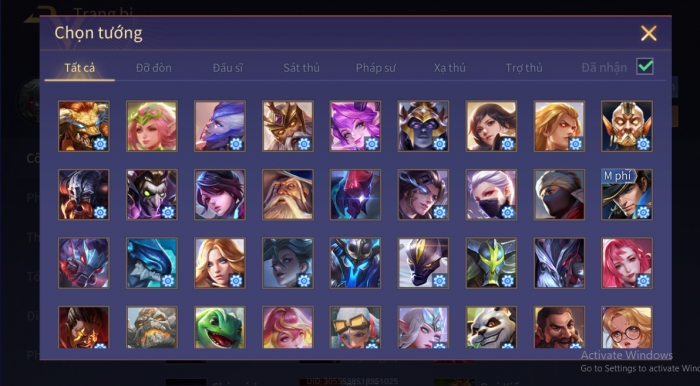 Trang bị
Chọn tướng
Tất cả
Đỡ đòn
Đấu sĩ
Sát thủ
Pháp sư
Xạ thủ
Trợ thủ
Đã nhận
M phí
Activate Windows
Go to Settings to activate Win